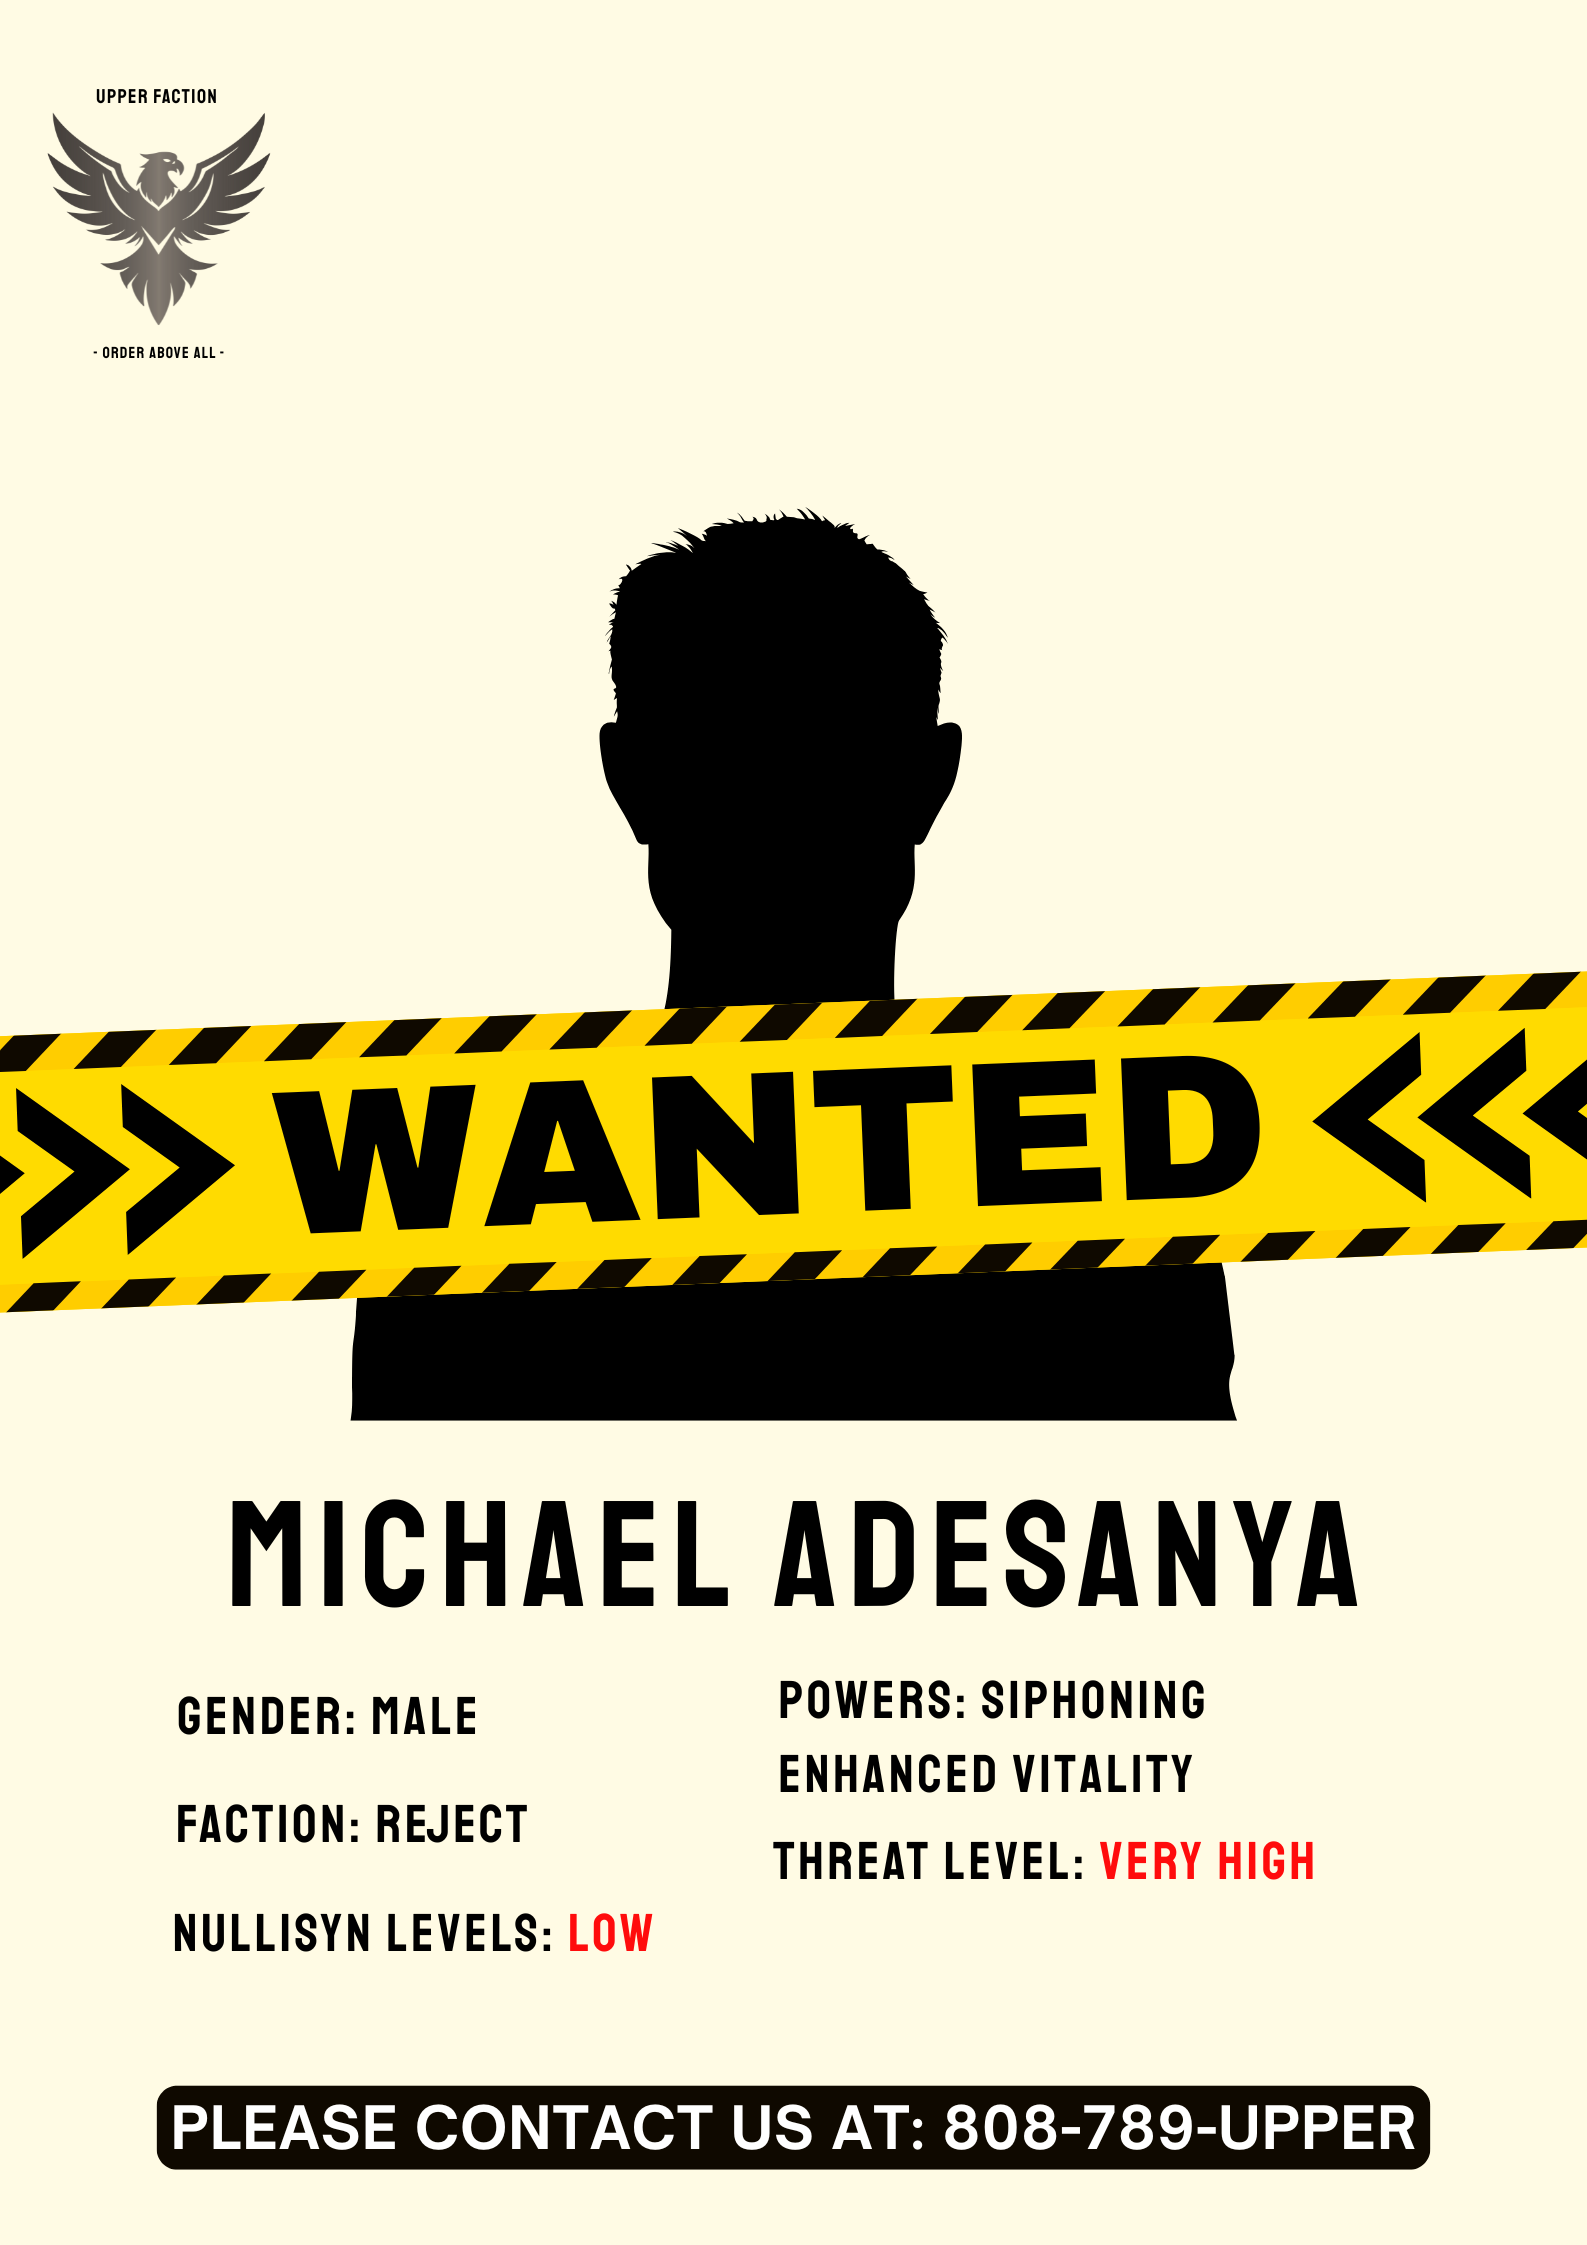 UPPER FACTION
- ORDER ABOVE ALL -
WANTED
MICHAEL ADESANYA
GENDER: MALE
FACTION: REJECT
NULLISYN LEVELS: LOW
POWERS: SIPHONING
ENHANCED VITALITY
THREAT LEVEL: VERY HIGH
PLEASE CONTACT US AT: 808-789-UPPER